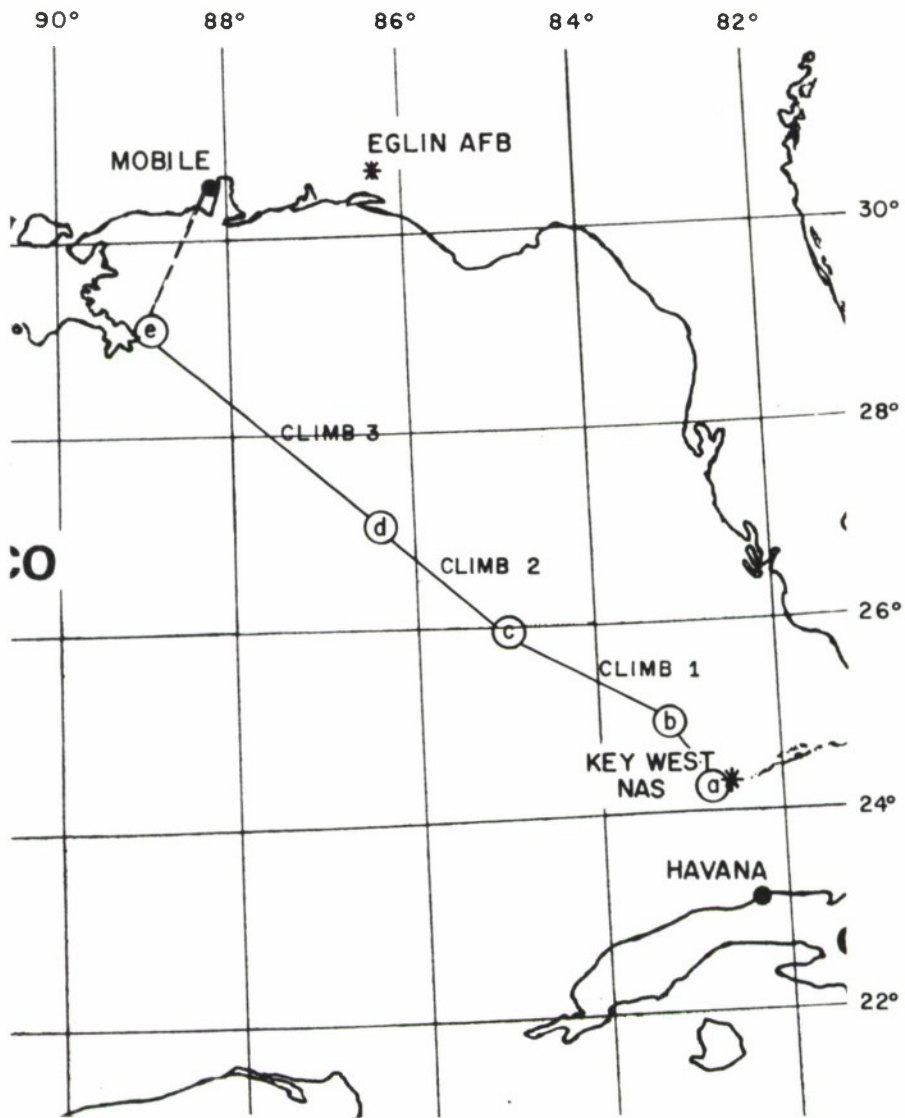 90° 88° 86° 84° 82°
EGLIN AFB
MOBILE
30°
e
28°
CLIMB 3
d
CO
CLIMB 2
26°
c
CLIMB 1
b
KEY WEST
NAS
a
24°
HAVANA
22°